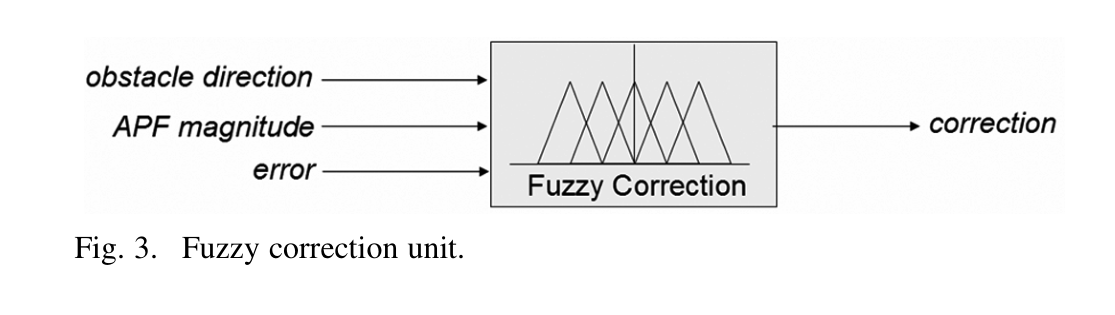 obstacle direction
APF magnitude
error
Fuzzy Correction
correction
Fig. 3. Fuzzy correction unit.